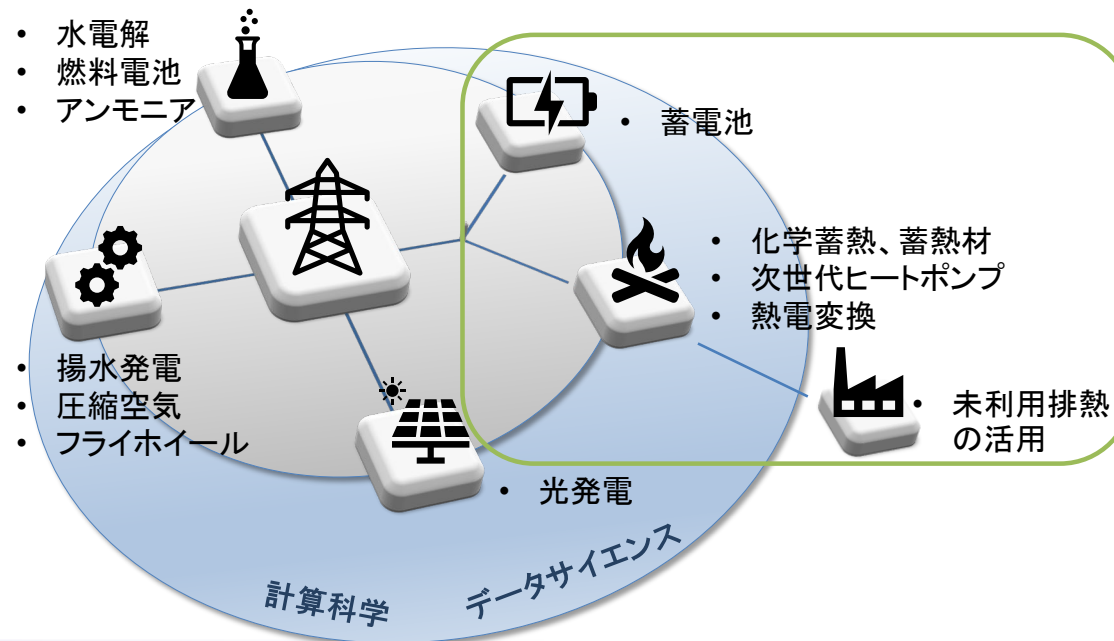 • 水電解
• 燃料電池
• アンモニア
• 蓄電池
• 化学蓄熱、蓄熱材
• 次世代ヒートポンプ
• 熱電変換
• 揚水発電
• 圧縮空気
• フライホイール
• 未利用排熱
の活用
• 光発電
計算科学
データサイエンス